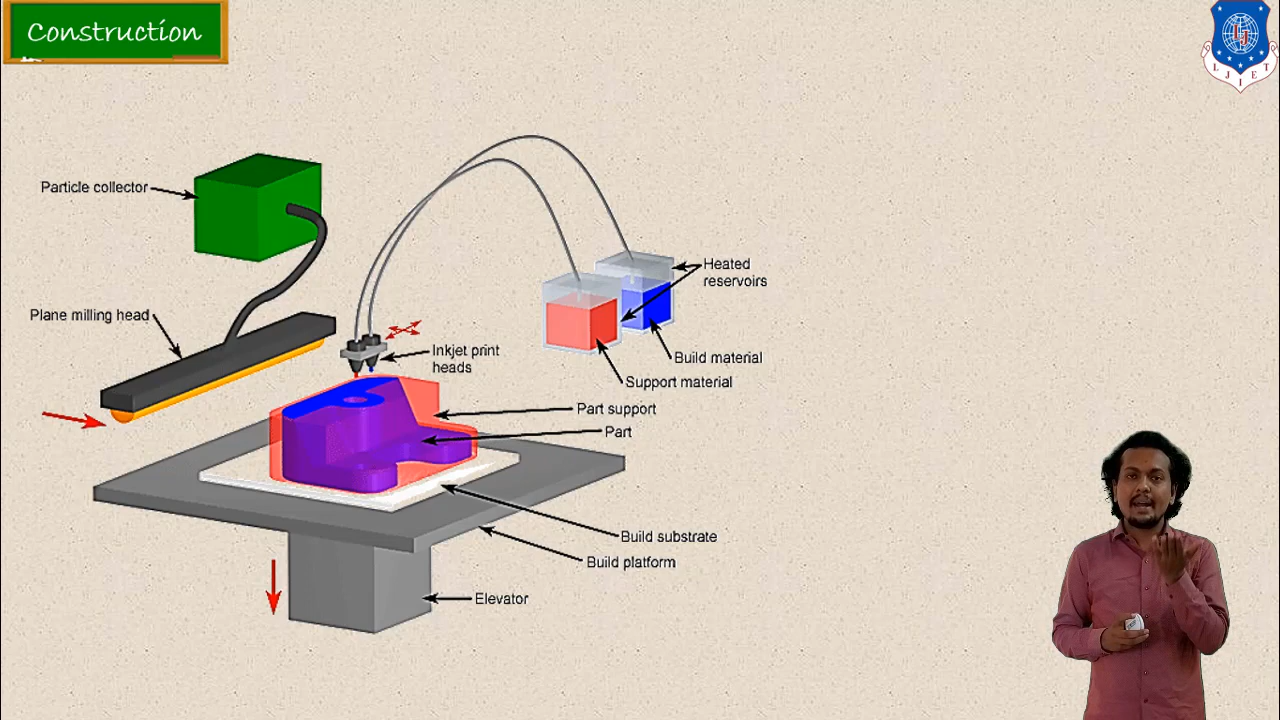 Construction
L J I E T
Particle collector
Plane milling head
Heated
reservoirs
Inkjet print
heads
Build material
Support material
Part support
Part
Build substrate
Build platform
Elevator